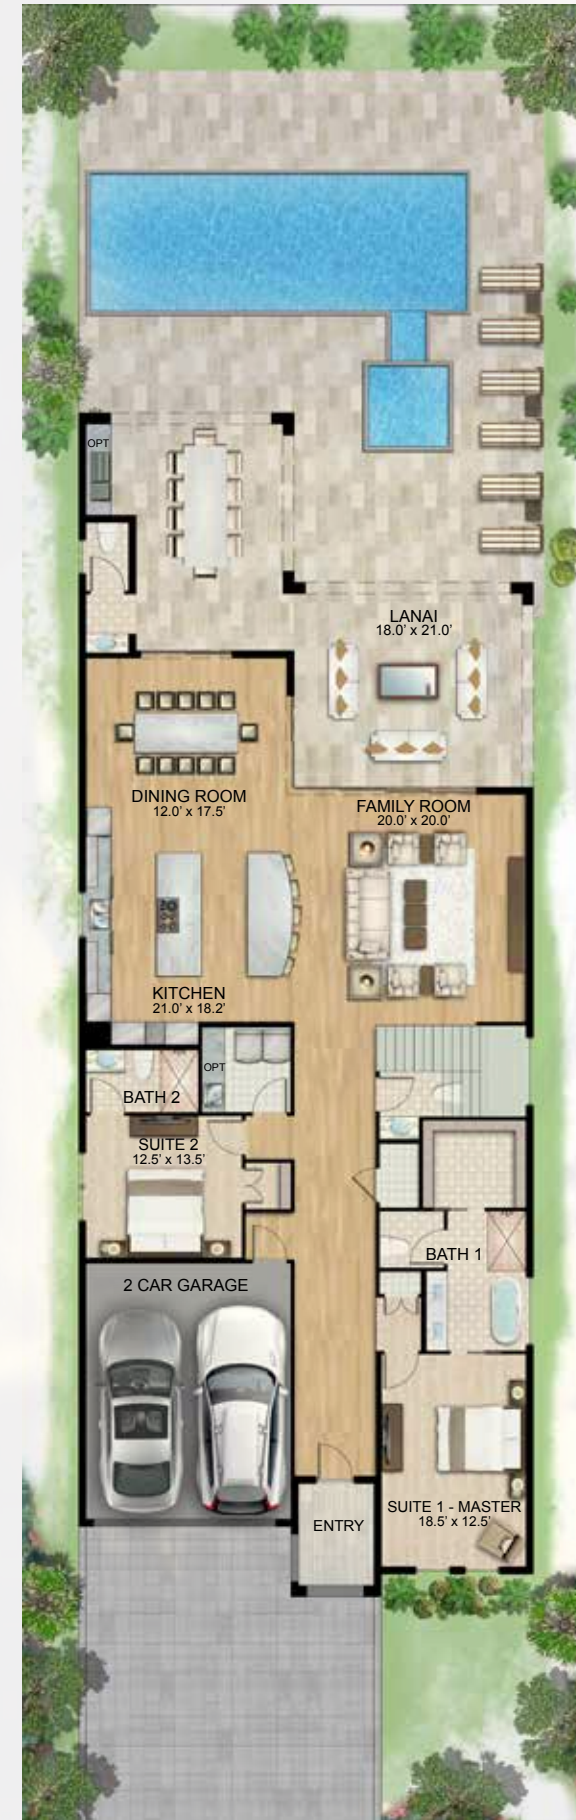 OPT
LANAI
18.0' x 21.0'
DINING ROOM
12.0' x 17.5'
FAMILY ROOM
20.0' x 20.0'
KITCHEN
21.0' x 18.2'
OPT
BATH 2
SUITE 2
12.5' x 13.5'
BATH 1
2 CAR GARAGE
SUITE 1 - MASTER
18.5' x 12.5'
ENTRY